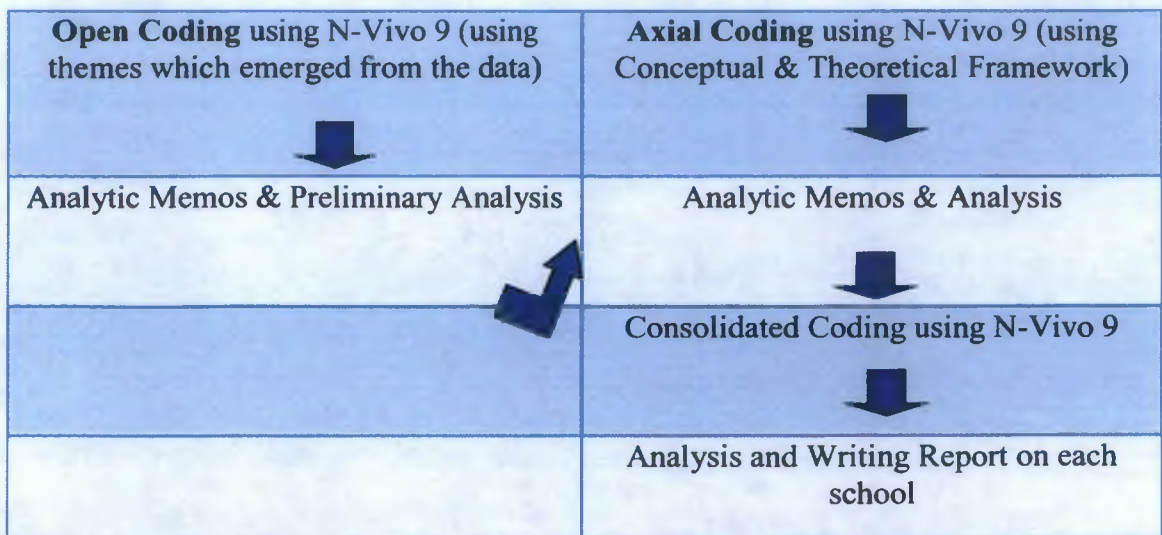 Open Coding using N-Vivo 9 (using
themes which emerged from the data)
Axial Coding using N-Vivo 9 (using
Conceptual & Theoretical Framework)
Analytic Memos & Preliminary Analysis
Analytic Memos & Analysis
Consolidated Coding using N-Vivo 9
Analysis and Writing Report on each
school